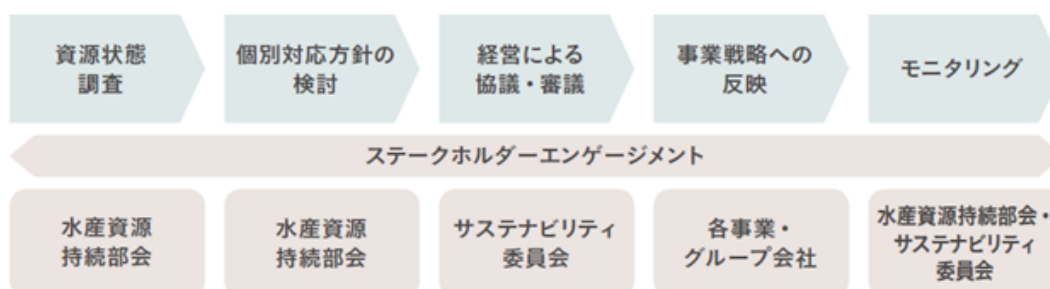 資源状態
調査
個別対応方針の
検討
経営による
協議・審議
事業戦略への
反映
モニタリング
ステークホルダーエンゲージメント
水産資源
持続部会
水産資源
持続部会
サステナビリティ
委員会
各事業・
グループ会社
水産資源持続部会・
サステナビリティ
委員会